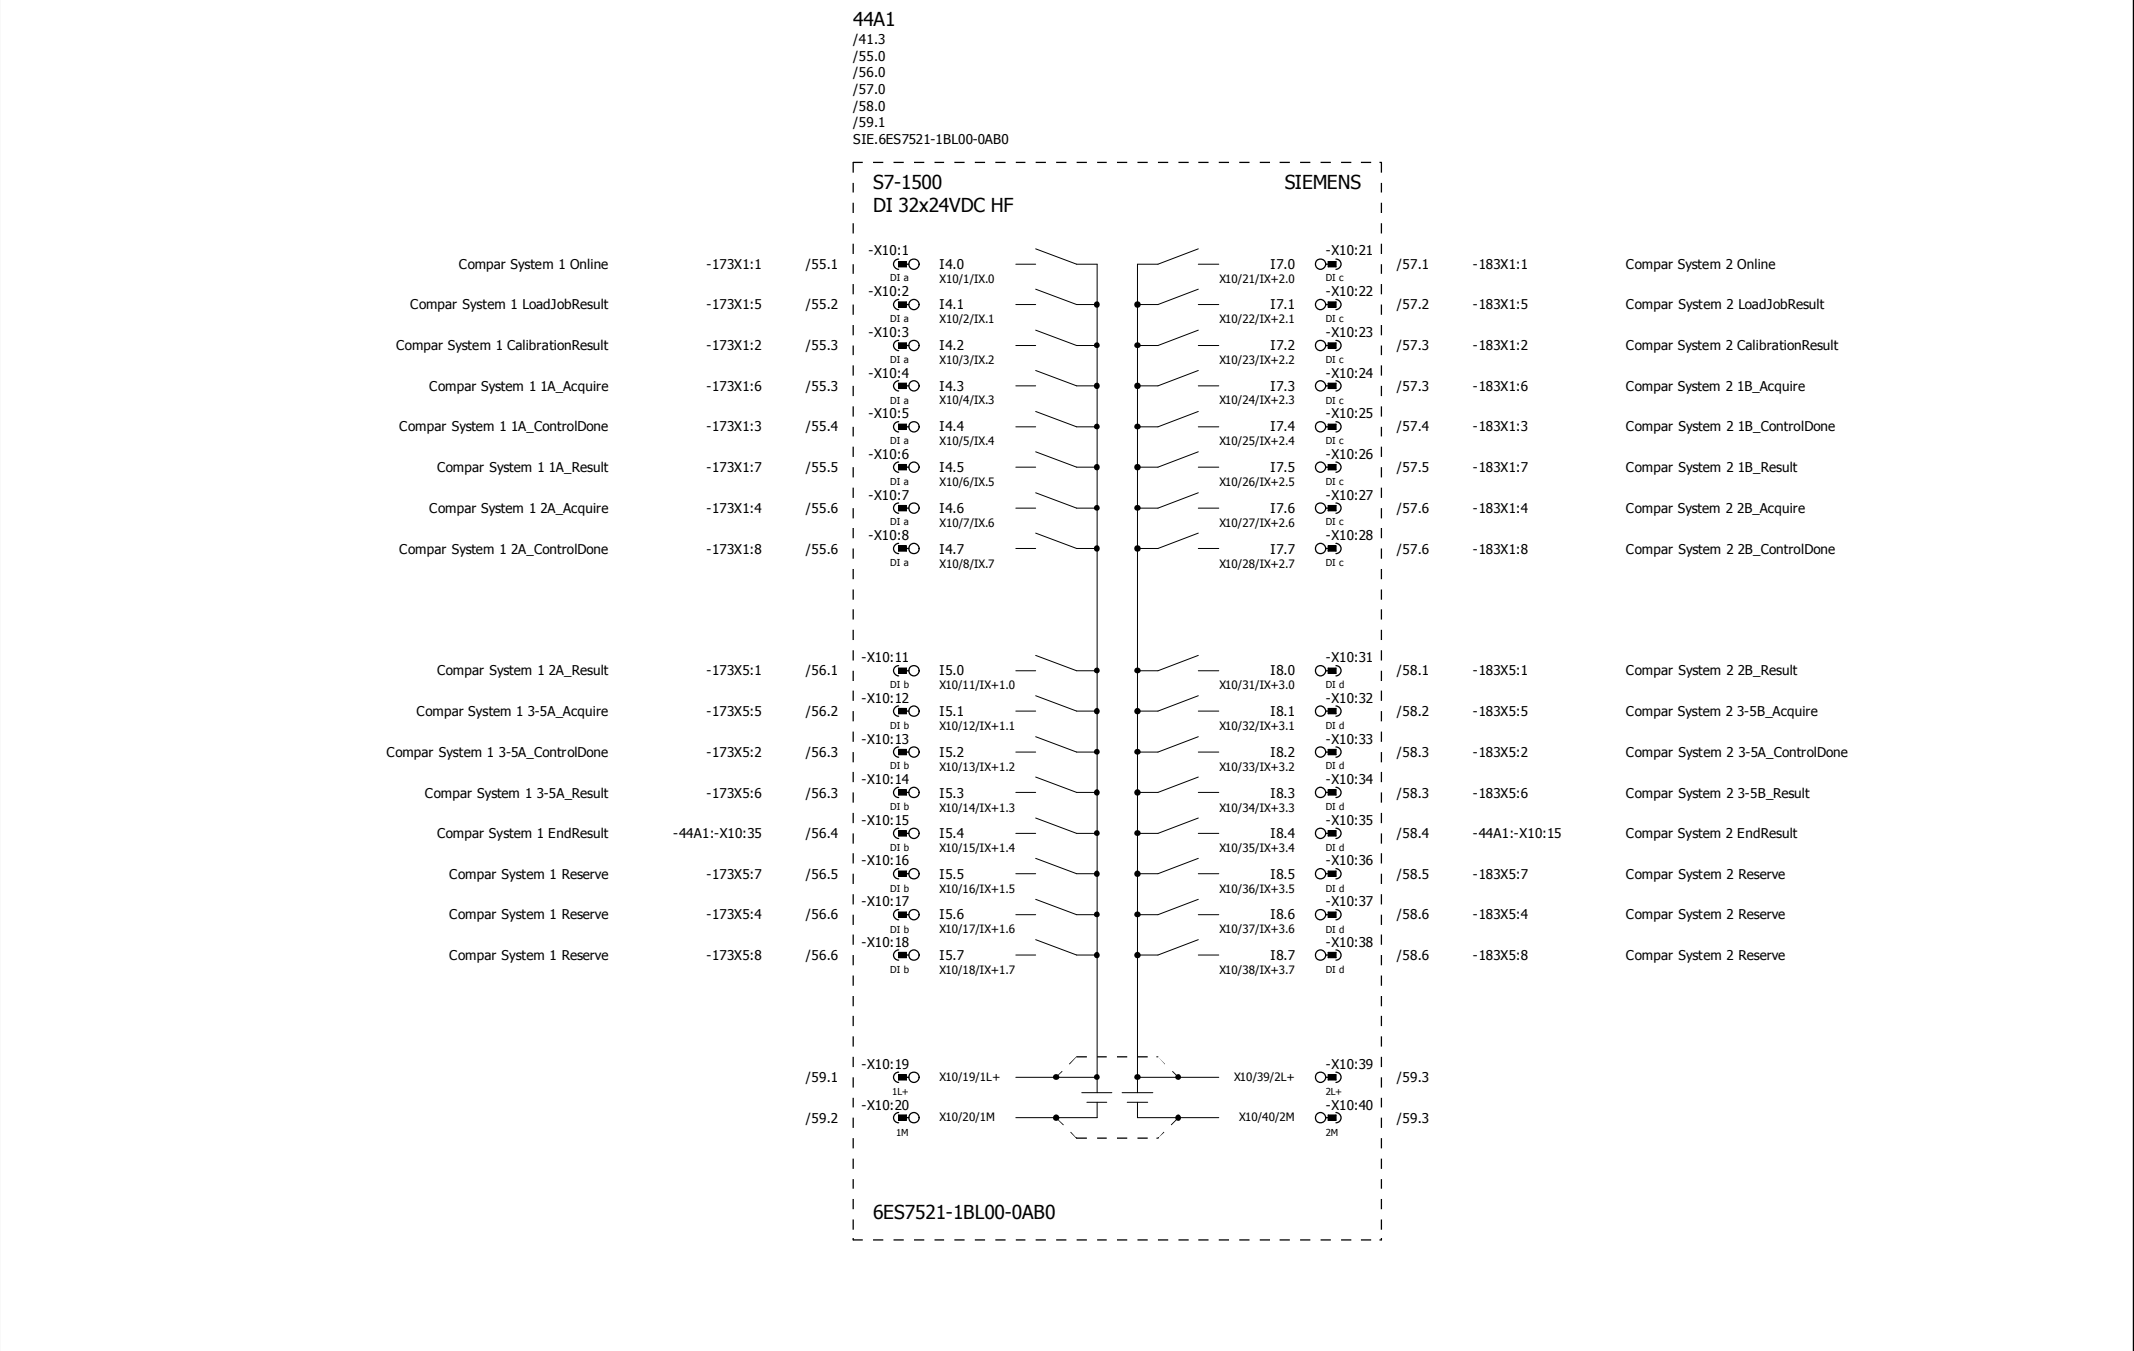 44A1
/41.3
/55.0
/56.0
/57.0
/58.0
/59.1
SIE.6ES7521-1BL00-0AB0
S7-1500 SIEMENS
DI 32x24VDC HF
-X10:1 -X10:21
Compar System 1 Online -173X1:1 /55.1 I4.0 I7.0 /57.1 -183X1:1 Compar System 2 Online
DI a X10/1/IX.0 X10/21/IX+2.0 DI c
-X10:2 -X10:22
Compar System 1 LoadJobResult -173X1:5 /55.2 I4.1 I7.1 /57.2 -183X1:5 Compar System 2 LoadJobResult
DI a X10/2/IX.1 X10/22/IX+2.1 DI c
-X10:3 -X10:23
Compar System 1 CalibrationResult -173X1:2 /55.3 I4.2 I7.2 /57.3 -183X1:2 Compar System 2 CalibrationResult
DI a X10/3/IX.2 X10/23/IX+2.2 DI c
-X10:4 -X10:24
Compar System 1 1A_Acquire -173X1:6 /55.3 I4.3 I7.3 /57.3 -183X1:6 Compar System 2 1B_Acquire
DI a X10/4/IX.3 X10/24/IX+2.3 DI c
-X10:5 -X10:25
Compar System 1 1A_ControlDone -173X1:3 /55.4 I4.4 I7.4 /57.4 -183X1:3 Compar System 2 1B_ControlDone
DI a X10/5/IX.4 X10/25/IX+2.4 DI c
-X10:6 -X10:26
Compar System 1 1A_Result -173X1:7 /55.5 I4.5 I7.5 /57.5 -183X1:7 Compar System 2 1B_Result
DI a X10/6/IX.5 X10/26/IX+2.5 DI c
-X10:7 -X10:27
Compar System 1 2A_Acquire -173X1:4 /55.6 I4.6 I7.6 /57.6 -183X1:4 Compar System 2 2B_Acquire
DI a X10/7/IX.6 X10/27/IX+2.6 DI c
-X10:8 -X10:28
Compar System 1 2A_ControlDone -173X1:8 /55.6 I4.7 I7.7 /57.6 -183X1:8 Compar System 2 2B_ControlDone
DI a X10/8/IX.7 X10/28/IX+2.7 DI c
-X10:11 -X10:31
Compar System 1 2A_Result -173X5:1 /56.1 I5.0 I8.0 /58.1 -183X5:1 Compar System 2 2B_Result
DI b X10/11/IX+1.0 X10/31/IX+3.0 DI d
-X10:12 -X10:32
Compar System 1 3-5A_Acquire -173X5:5 /56.2 I5.1 I8.1 /58.2 -183X5:5 Compar System 2 3-5B_Acquire
DI b X10/12/IX+1.1 X10/32/IX+3.1 DI d
-X10:13 -X10:33
Compar System 1 3-5A_ControlDone -173X5:2 /56.3 I5.2 I8.2 /58.3 -183X5:2 Compar System 2 3-5A_ControlDone
DI b X10/13/IX+1.2 X10/33/IX+3.2 DI d
-X10:14 -X10:34
Compar System 1 3-5A_Result -173X5:6 /56.3 I5.3 I8.3 /58.3 -183X5:6 Compar System 2 3-5B_Result
DI b X10/14/IX+1.3 X10/34/IX+3.3 DI d
-X10:15 -X10:35
Compar System 1 EndResult -44A1:-X10:35 /56.4 I5.4 I8.4 /58.4 -44A1:-X10:15 Compar System 2 EndResult
DI b X10/15/IX+1.4 X10/35/IX+3.4 DI d
-X10:16 -X10:36
Compar System 1 Reserve -173X5:7 /56.5 I5.5 I8.5 /58.5 -183X5:7 Compar System 2 Reserve
DI b X10/16/IX+1.5 X10/36/IX+3.5 DI d
-X10:17 -X10:37
Compar System 1 Reserve -173X5:4 /56.6 I5.6 I8.6 /58.6 -183X5:4 Compar System 2 Reserve
DI b X10/17/IX+1.6 X10/37/IX+3.6 DI d
-X10:18 -X10:38
Compar System 1 Reserve -173X5:8 /56.6 I5.7 I8.7 /58.6 -183X5:8 Compar System 2 Reserve
DI b X10/18/IX+1.7 X10/38/IX+3.7 DI d
-X10:19 -X10:39
/59.1 X10/19/1L+ X10/39/2L+ /59.3
1L+ 2L+
-X10:20 -X10:40
/59.2 X10/20/1M X10/40/2M /59.3
1M 2M
6ES7521-1BL00-0AB0